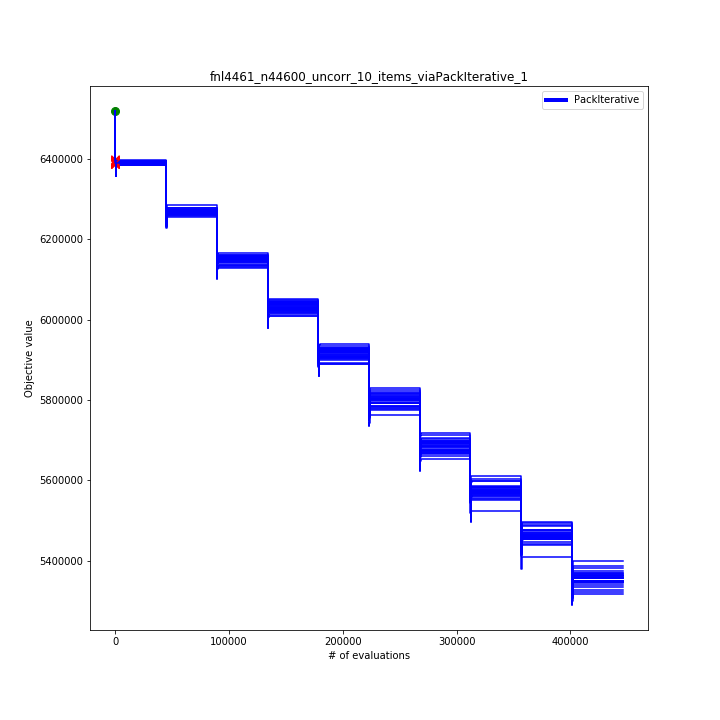 fnl4461_n44600_uncorr_10_items_viaPackIterative_1
PackIterative
Objective value
6400000
6200000
6000000
5800000
5600000
5400000
0
100000
200000
300000
400000
# of evaluations